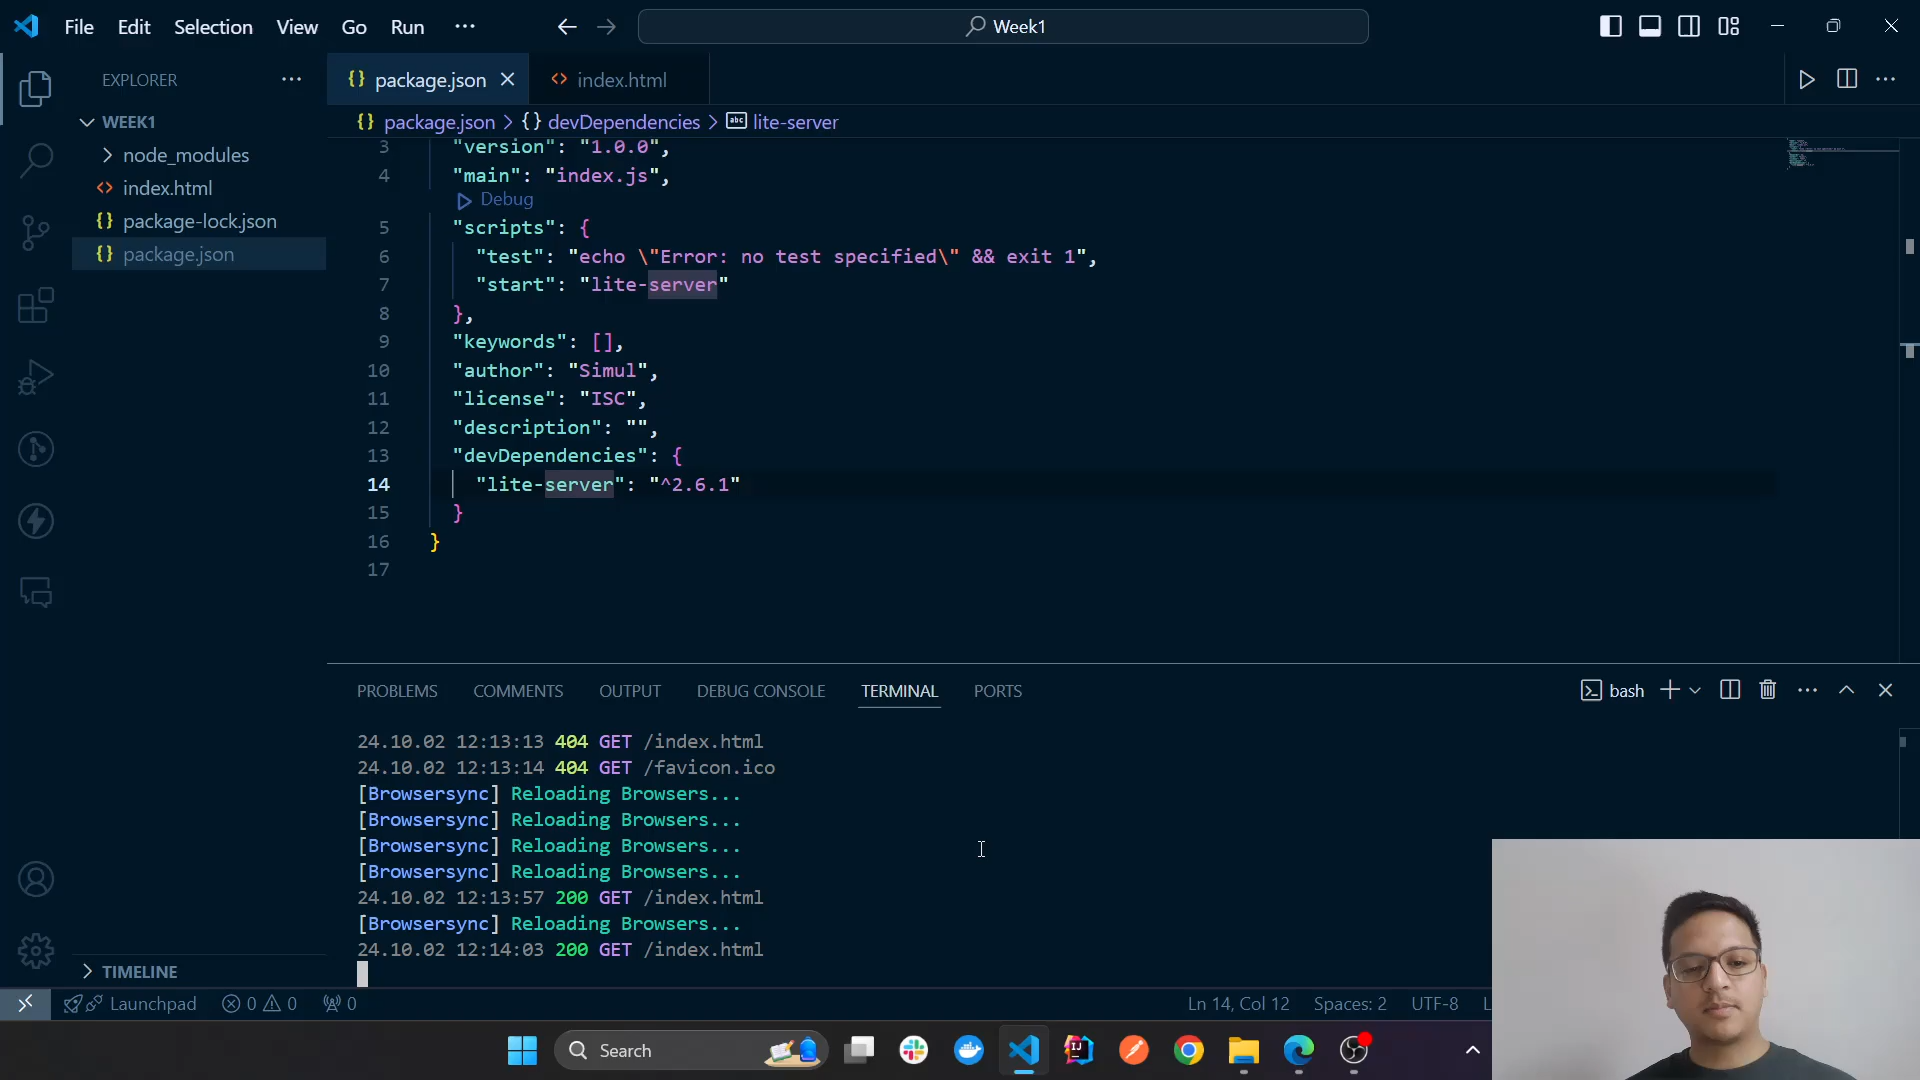 File Edit Selection View Go Run ···
Week1
EXPLORER
package.json
index.html
package.json > {} devDependencies > abc lite-server
WEEK1
node_modules
index.html
package-lock.json
package.json
3 "version": "1.0.0",
4 "main": "index.js",
Debug
5 "scripts": {
6 "test": "echo \"Error: no test specified\" && exit 1",
7 "start": "lite-server"
8 },
9 "keywords": [],
10 "author": "Simul",
11 "license": "ISC",
12 "description": "",
13 "devDependencies": {
14 "lite-server": "^2.6.1"
15 }
16 }
17
PROBLEMS COMMENTS OUTPUT DEBUG CONSOLE TERMINAL PORTS
bash
24.10.02 12:13:13 404 GET /index.html
24.10.02 12:13:14 404 GET /favicon.ico
[Browsersync] Reloading Browsers...
[Browsersync] Reloading Browsers...
[Browsersync] Reloading Browsers...
[Browsersync] Reloading Browsers...
24.10.02 12:13:57 200 GET /index.html
[Browsersync] Reloading Browsers...
24.10.02 12:14:03 200 GET /index.html
TIMELINE
Launchpad 0 0 0
Ln 14, Col 12 Spaces: 2 UTF-8 L
Search